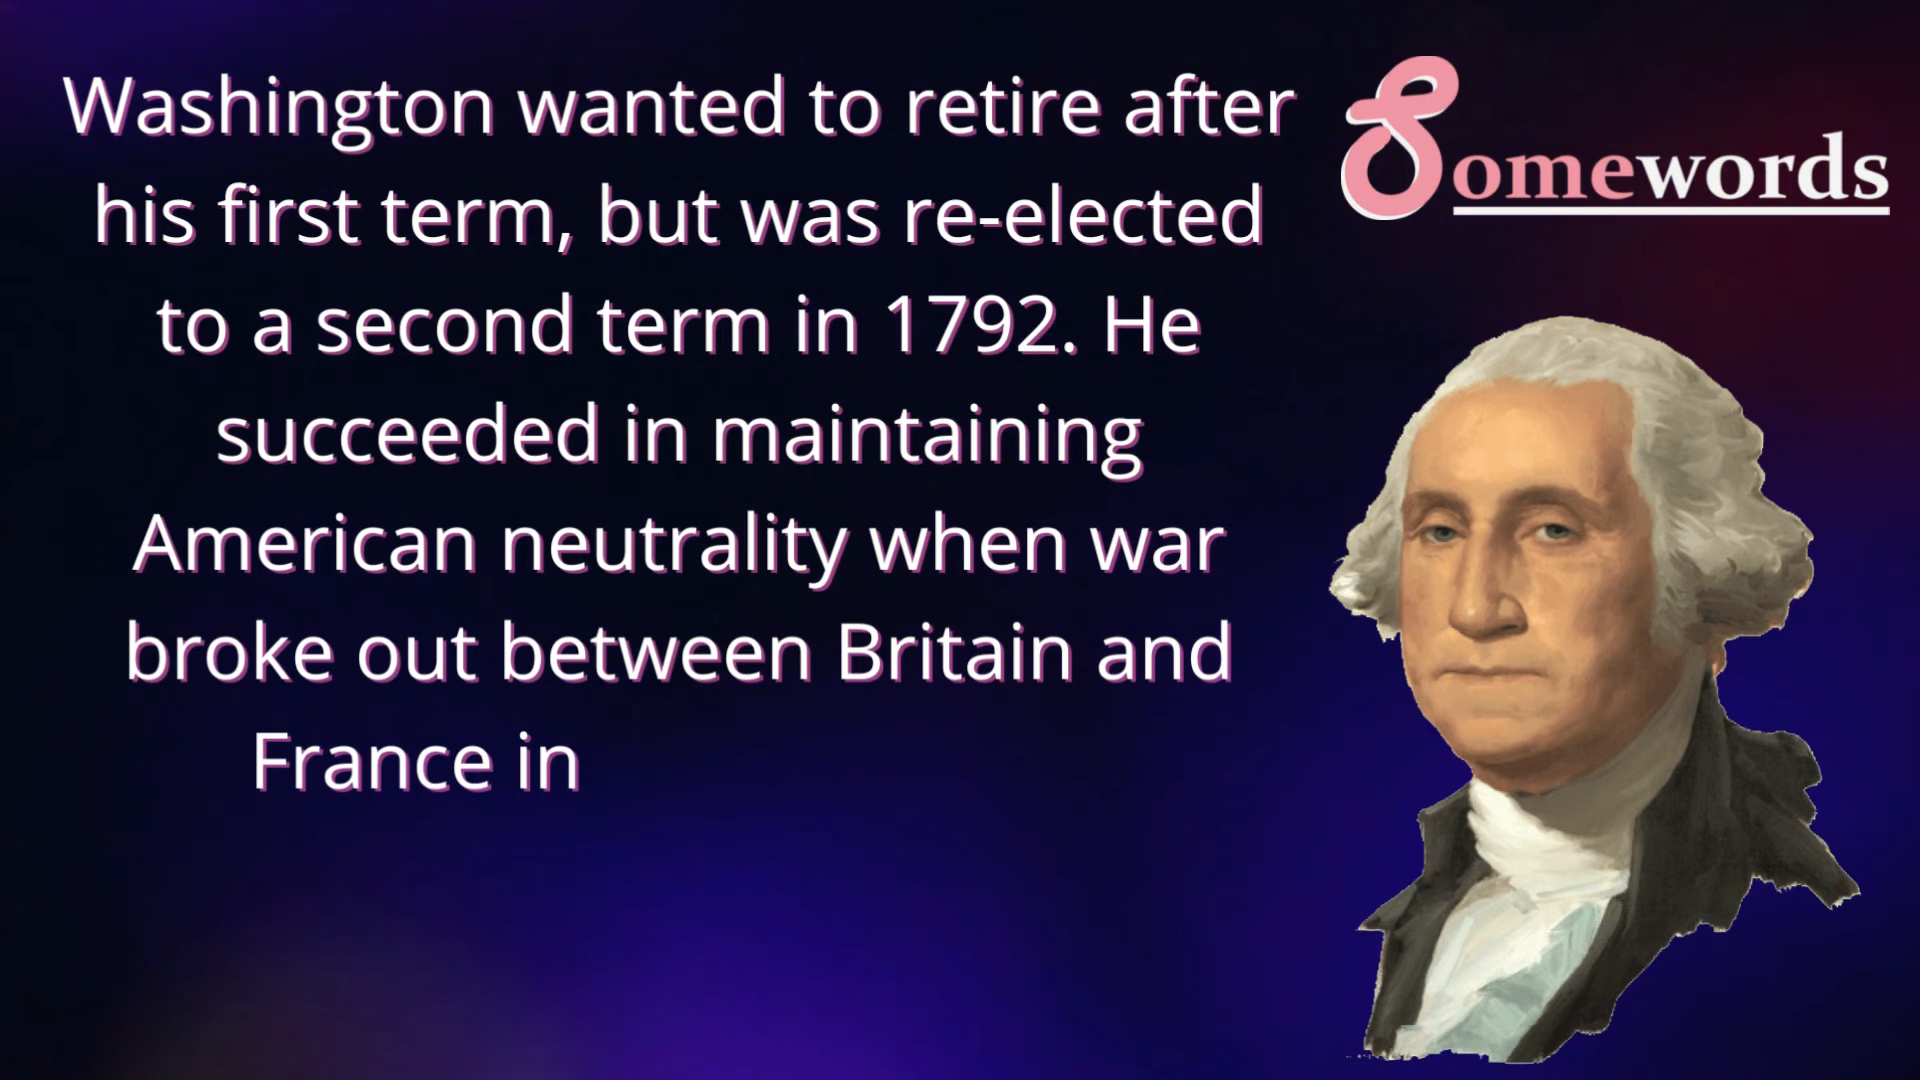 Washington wanted to retire after
his first term, but was re-elected
to a second term in 1792. He
succeeded in maintaining
American neutrality when war
broke out between Britain and
France in
Somewords